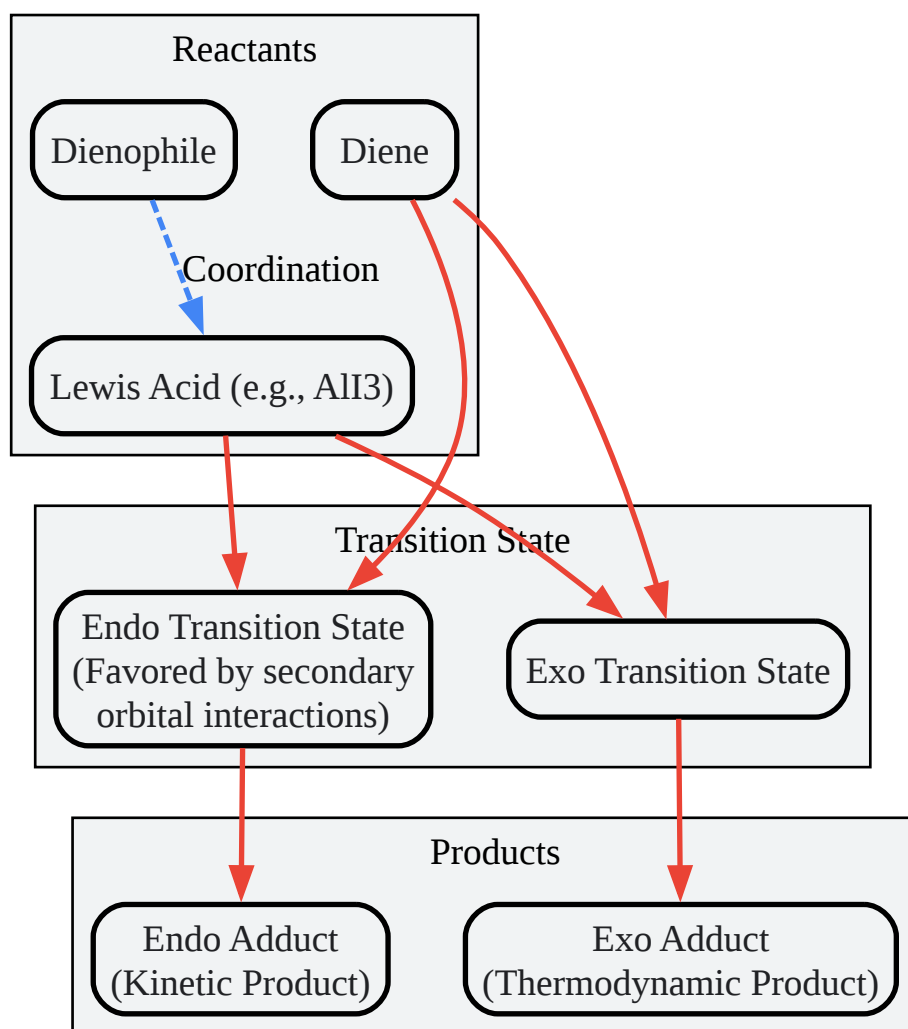 Reactants
Dienophile
Diene
Coordination
Lewis Acid (e.g., AlI3)
Transition State
Endo Transition State
(Favored by secondary
orbital interactions)
Exo Transition State
Products
Endo Adduct
(Kinetic Product)
Exo Adduct
(Thermodynamic Product)